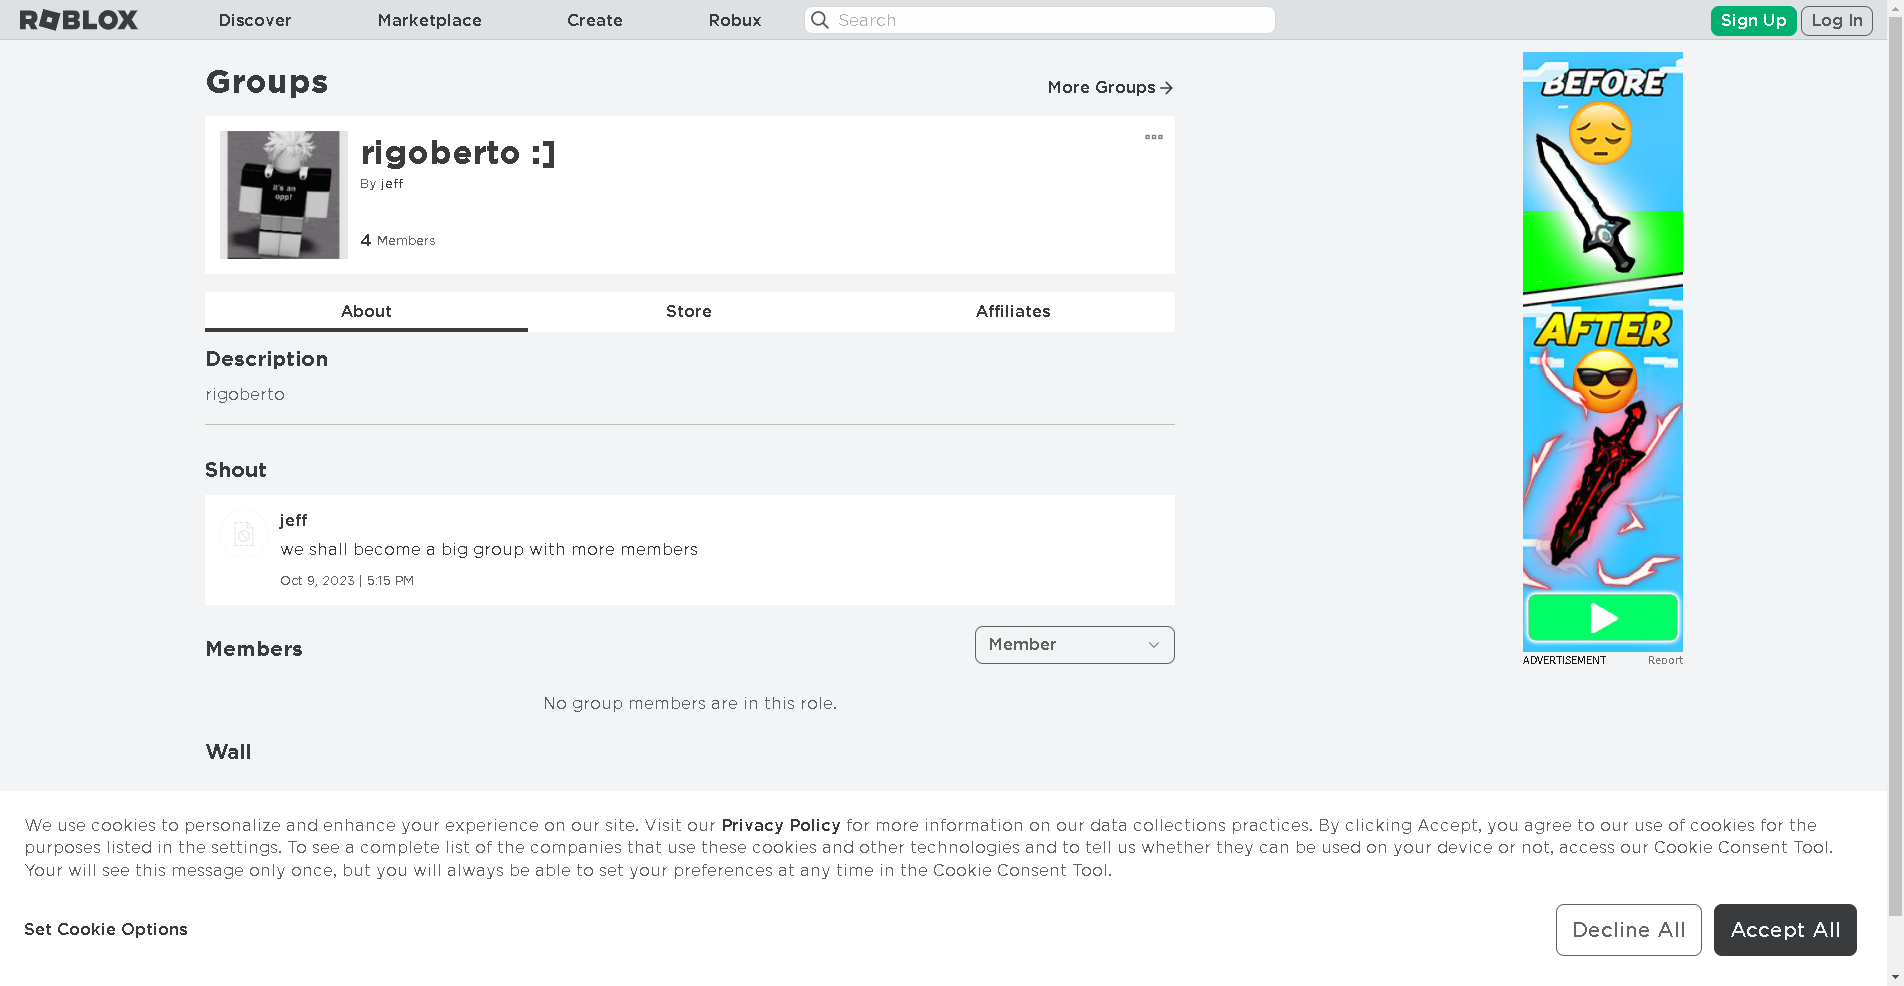 ROBLOX
Discover
Marketplace
Create
Robux
Search
Sign Up
Log In
Groups
More Groups
it's an
opp!
rigoberto :]
By jeff
4 Members
About
Store
Affiliates
Description
rigoberto
Shout
jeff
we shall become a big group with more members
Oct 9, 2023 | 5:15 PM
Members
Member
No group members are in this role.
Wall
BEFORE
AFTER
ADVERTISEMENT
Report
We use cookies to personalize and enhance your experience on our site. Visit our Privacy Policy for more information on our data collections practices. By clicking Accept, you agree to our use of cookies for the
purposes listed in the settings. To see a complete list of the companies that use these cookies and other technologies and to tell us whether they can be used on your device or not, access our Cookie Consent Tool.
Your will see this message only once, but you will always be able to set your preferences at any time in the Cookie Consent Tool.
Set Cookie Options
Decline All
Accept All